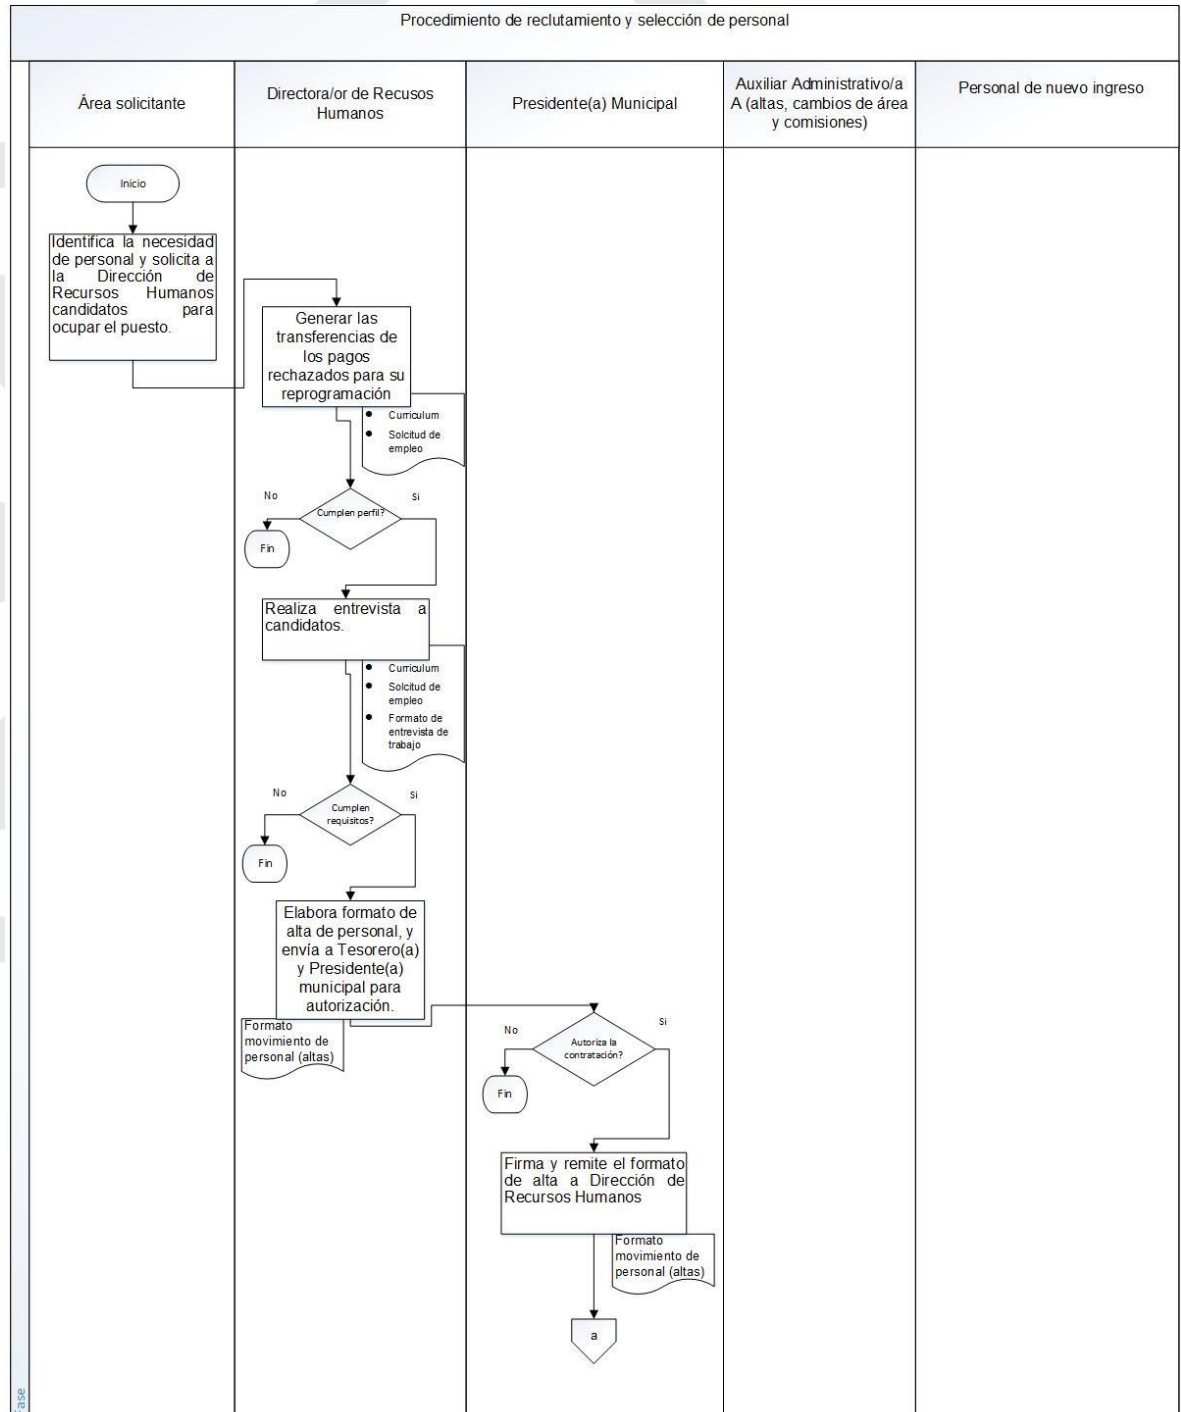 Procedimiento de reclutamiento y selección de personal
Área solicitante
Directora/or de Recusos
Humanos
Presidente(a) Municipal
Auxiliar Administrativo/a
A (altas, cambios de área
y comisiones)
Personal de nuevo ingreso
Inicio
Identifica la necesidad
de personal y solicita a
la Dirección de
Recursos Humanos
candidatos para
ocupar el puesto.
Generar las
transferencias de
los pagos
rechazados para su
reprogramación
Curriculum
Solcitud de
empleo
No
Si
Cumplen perfil?
Fin
Realiza entrevista a
candidatos.
Curriculum
Solcitud de
empleo
Formato de
entrevista de
trabajo
No
Si
Cumplen
requisitos?
Fin
Elabora formato de
alta de personal, y
envía a Tesorero(a)
y Presidente(a)
municipal para
autorización.
Formato
movimiento de
personal (altas)
No
Si
Autoriza la
contratación?
Fin
Firma y remite el formato
de alta a Dirección de
Recursos Humanos
Formato
movimiento de
personal (altas)
a
Fase